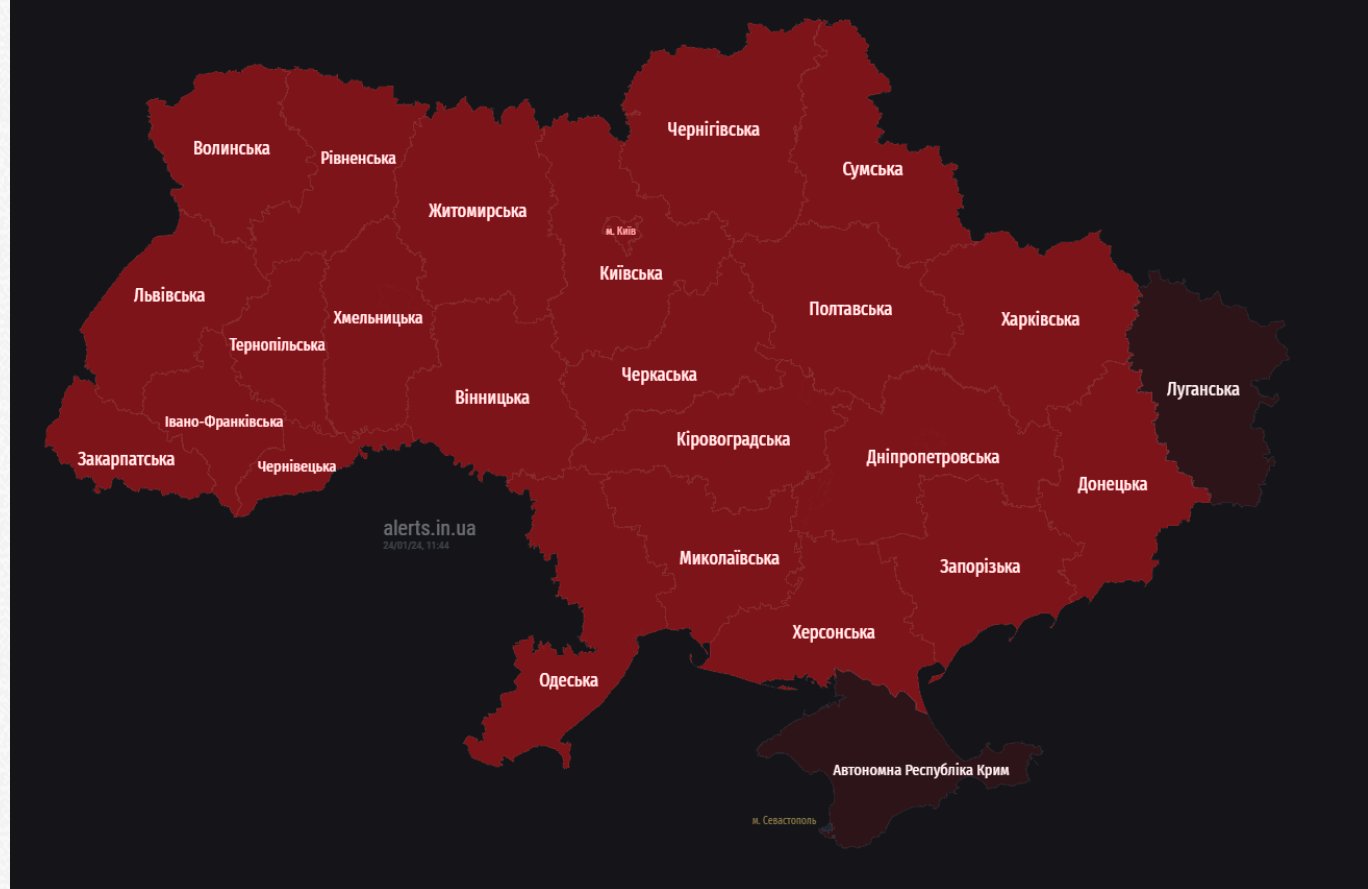 Чернігівська
Волинська
Рівненська
Сумська
Житомирська
м. Київ
Київська
Львівська
Полтавська
Хмельницька
Харківська
Тернопільська
Черкаська
Луганська
Вінницька
Івано-Франківська
Кіровоградська
Закарпатська
Чернівецька
Дніпропетровська
Донецька
alerts.in.ua
24/01/24, 11:44
Миколаївська
Запорізька
Херсонська
Одеська
Автономна Республіка Крим
м. Севастополь